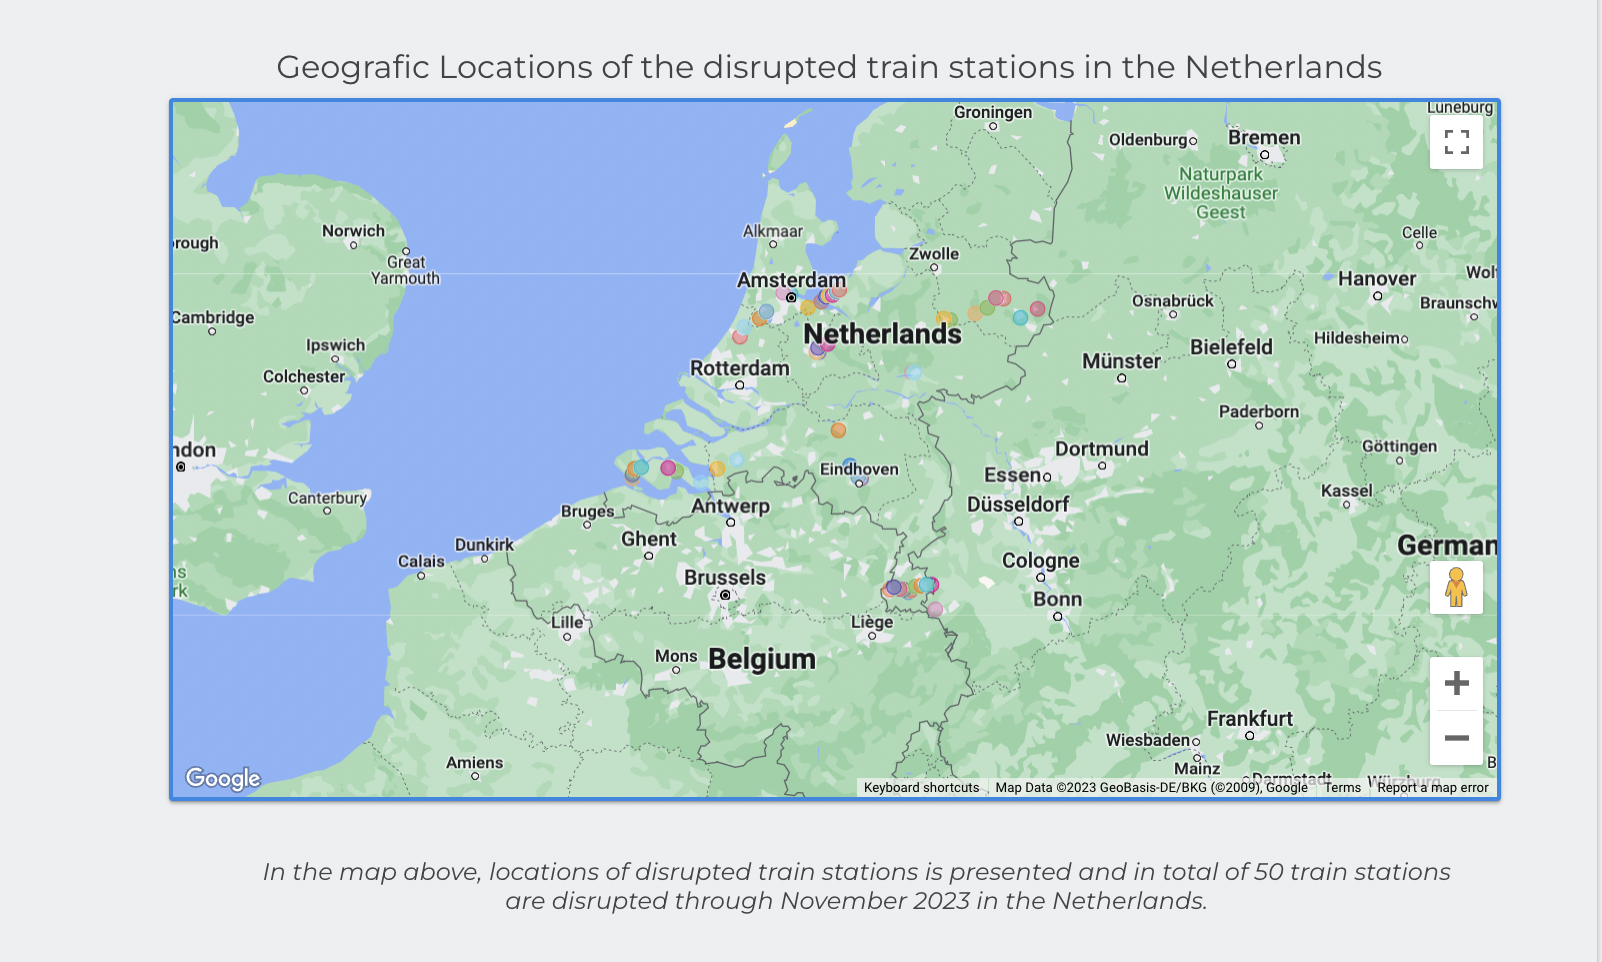 Geografic Locations of the disrupted train stations in the Netherlands
Groningen
Luneburg
Oldenburg
Bremen
Naturpark
Wildeshauser
Geest
Norwich
Alkmaar
Celle
rough
Great
Yarmouth
Zwolle
Amsterdam
Hanover
Wol
Osnabrück
Braunschw
Cambridge
Netherlands
Ipswich
Hildesheim
Bielefeld
Münster
Colchester
Rotterdam
Paderborn
ndon
Dortmund
Göttingen
Eindhoven
Essen
Canterbury
Kassel
Bruges
Antwerp
Düsseldorf
Ghent
Dunkirk
German
Calais
Cologne
ns
rk
Brussels
Bonn
Lille
Liège
Mons
Belgium
Frankfurt
Wiesbaden
Amiens
Mainz
B
Darmstadt
Würzburg
Google
Keyboard shortcuts
Map Data ©2023 GeoBasis-DE/BKG (©2009), Google
Terms
Report a map error
In the map above, locations of disrupted train stations is presented and in total of 50 train stations
are disrupted through November 2023 in the Netherlands.